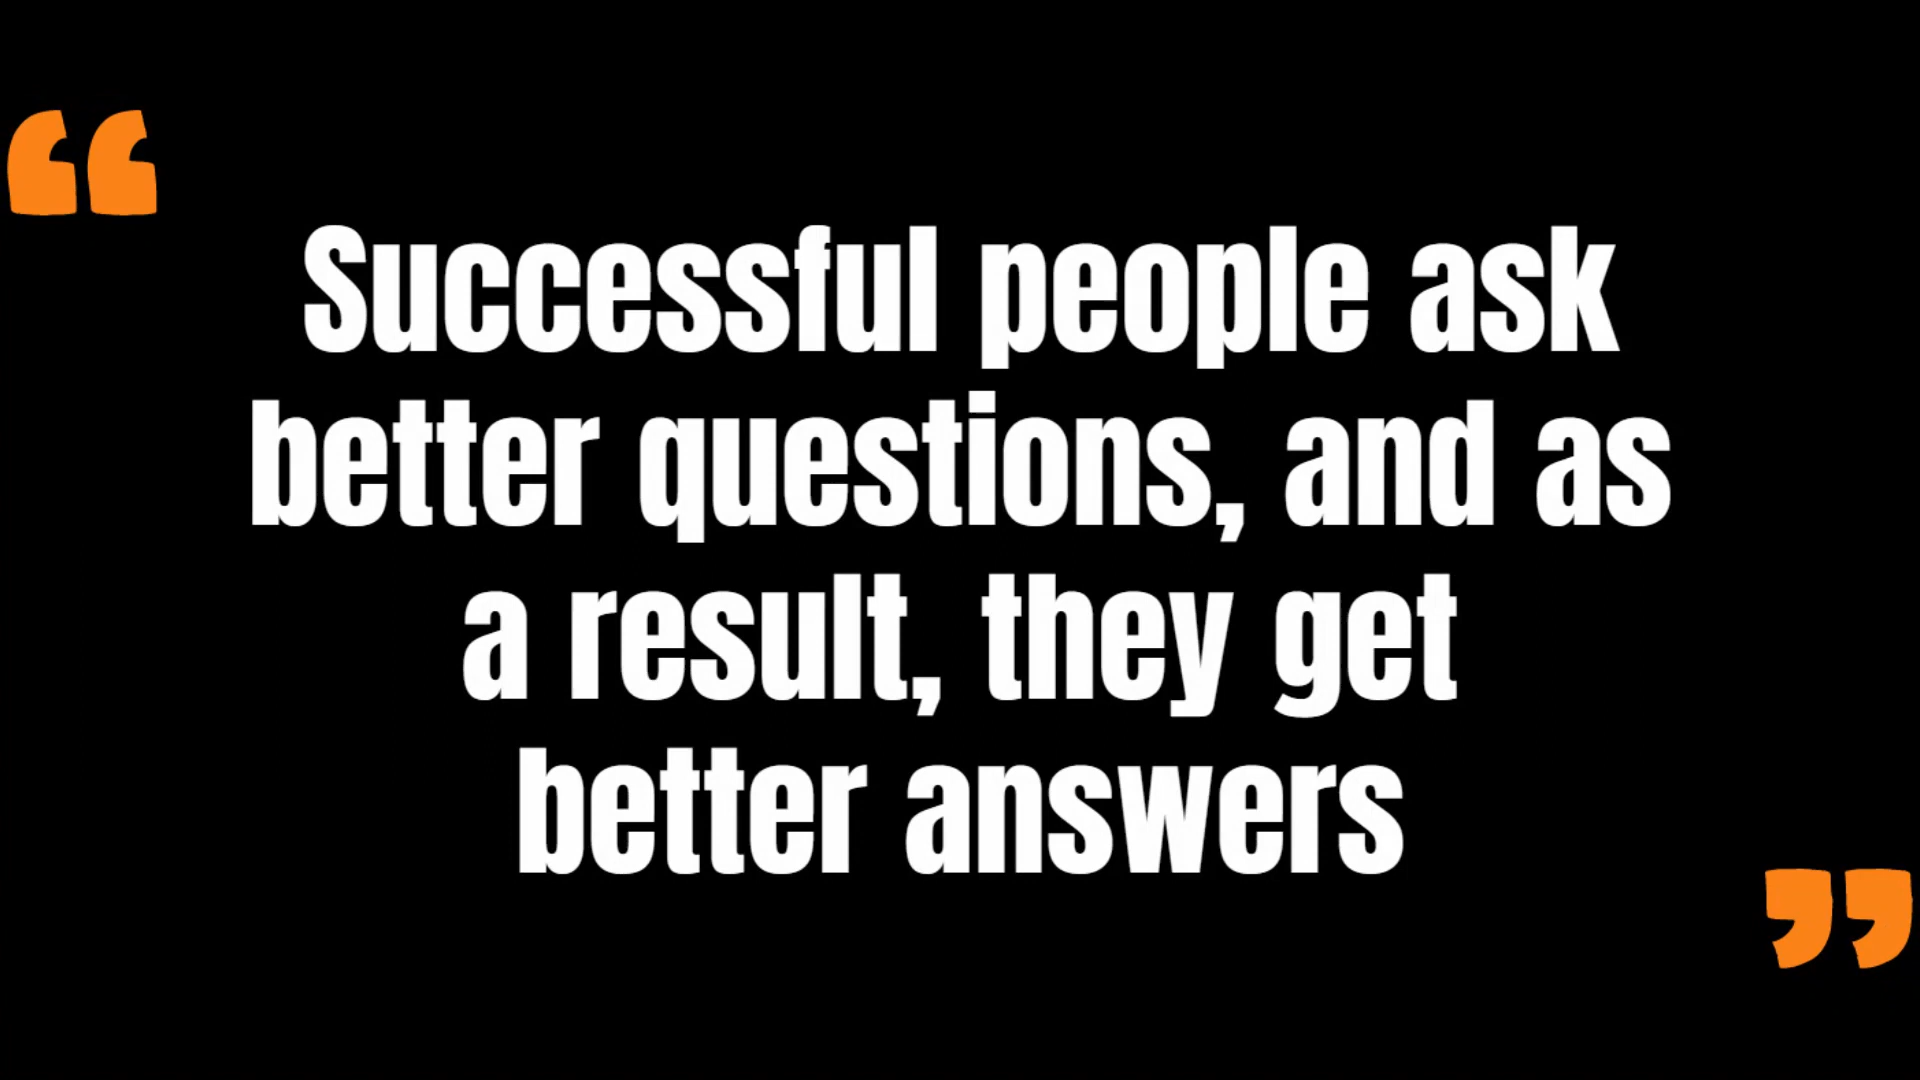 “
Successful people ask
better questions, and as
a result, they get
better answers
”